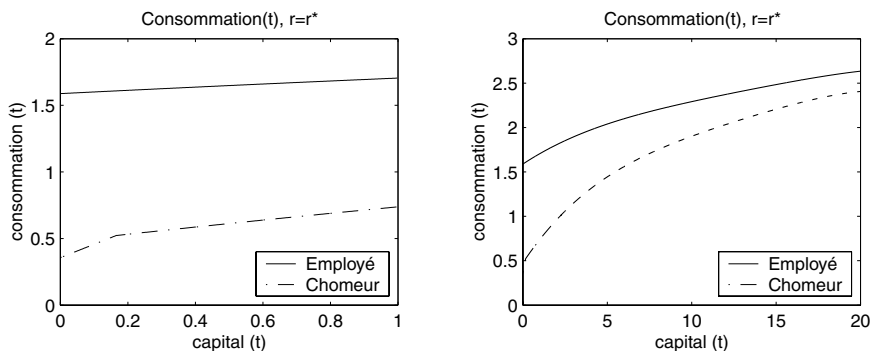 Consommation(t), r=r*
2
1.5
1
0.5
0
consommation (t)
0
0.2
0.4
0.6
0.8
1
capital (t)
Employé
Chomeur
Consommation(t), r=r*
3
2.5
2
1.5
1
0.5
0
consommation (t)
0
5
10
15
20
capital (t)
Employé
Chomeur